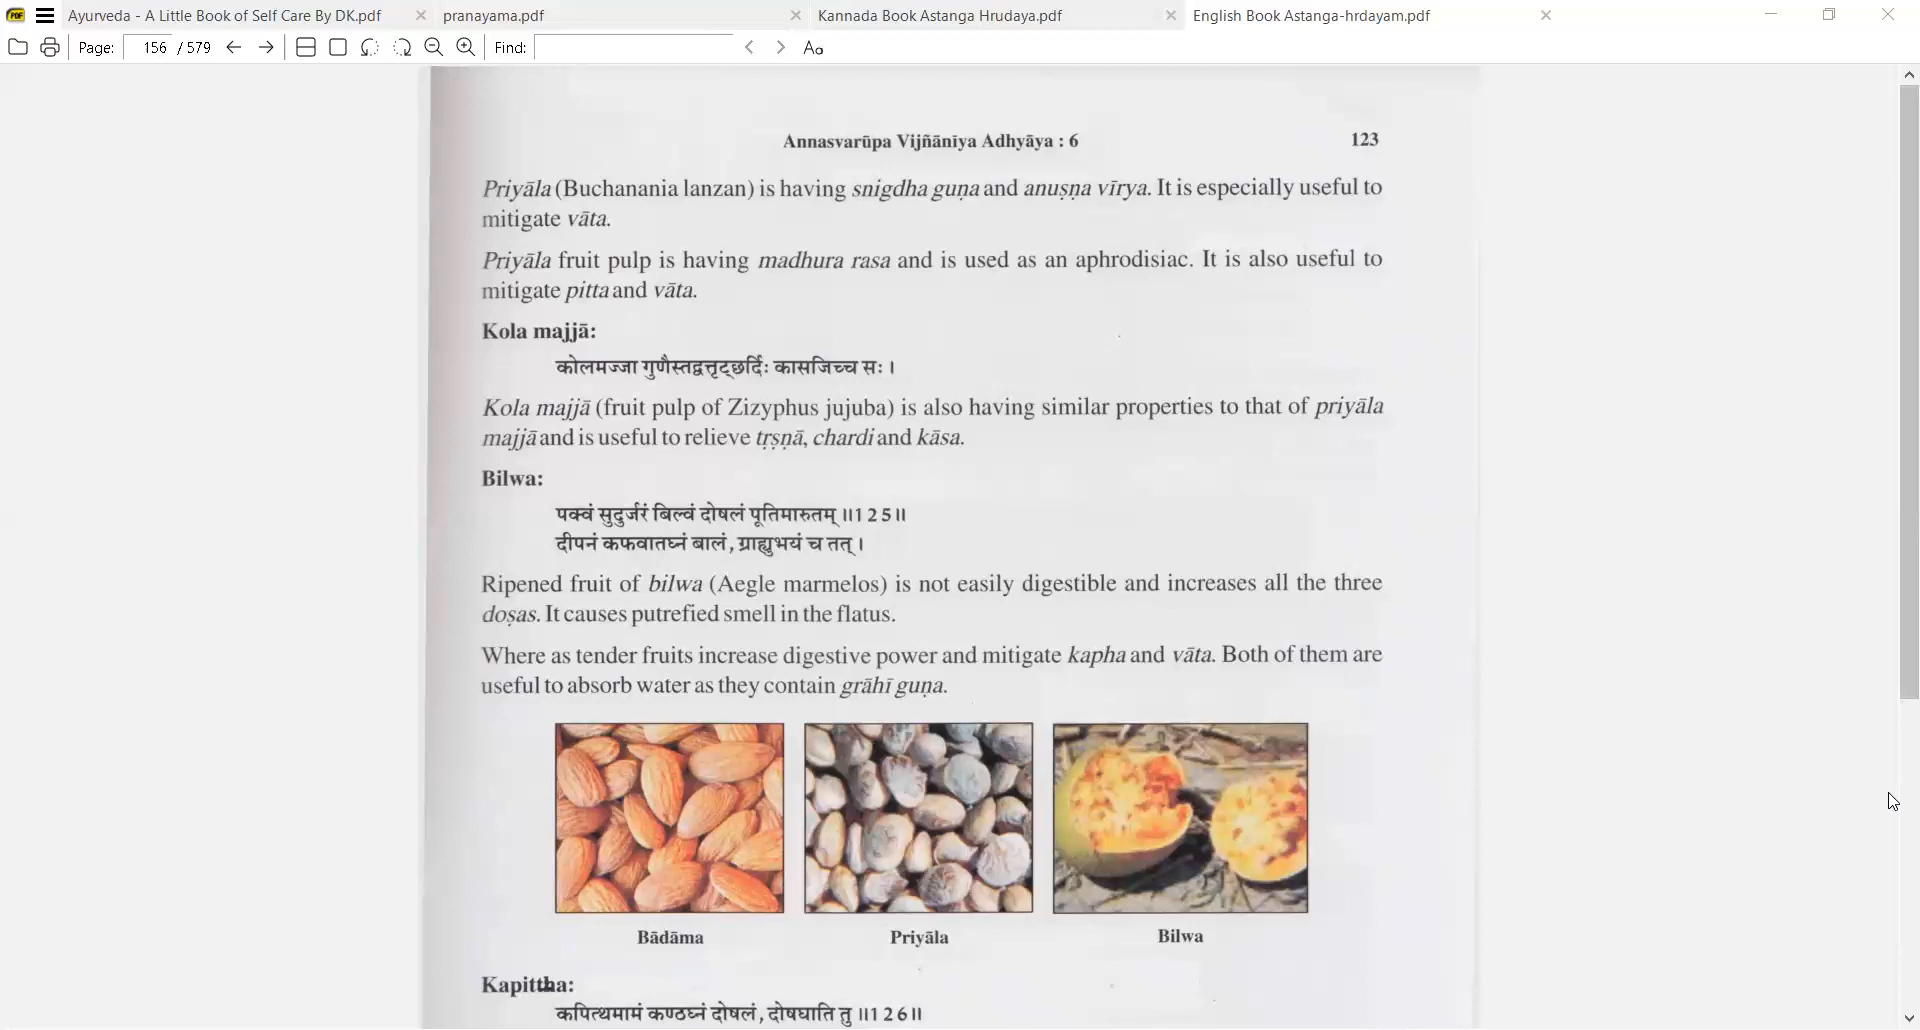 Ayurveda - A Little Book of Self Care By DK.pdf
pranayama.pdf
Kannada Book Astanga Hrudaya.pdf
English Book Astanga-hrdayam.pdf
Page: 156 / 579 Find: Aa
Annasvarūpa Vijñānīya Adhyāya : 6 123
Priyāla (Buchanania lanzan) is having snigdha guṇa and anuṣṇa vīrya. It is especially useful to
mitigate vāta.
Priyāla fruit pulp is having madhura rasa and is used as an aphrodisiac. It is also useful to
mitigate pitta and vāta.
Kola majjā:
कोलमज्जा गुणैस्तद्वत्तृट्छर्दिः कासजिच्च सः ।
Kola majjā (fruit pulp of Zizyphus jujuba) is also having similar properties to that of priyāla
majjā and is useful to relieve tṛṣṇā, chardi and kāsa.
Bilwa:
पक्वं सुदुर्जरं बिल्वं दोषलं पूतिमारुतम् ॥125॥
दीपनं कफवातघ्नं बालं, ग्राह्युभयं च तत् ।
Ripened fruit of bilwa (Aegle marmelos) is not easily digestible and increases all the three
doṣas. It causes putrefied smell in the flatus.
Where as tender fruits increase digestive power and mitigate kapha and vāta. Both of them are
useful to absorb water as they contain grāhī guṇa.
Bādāma
Priyāla
Bilwa
Kapittha:
कपित्थमामं कण्ठघ्नं दोषलं, दोषघाति तु ॥126॥